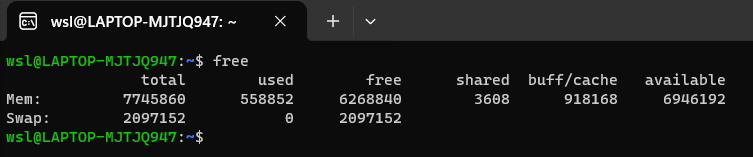 wsl@LAPTOP-MJTJQ947: ~
wsl@LAPTOP-MJTJQ947:~$ free
total used free shared buff/cache available
Mem: 7745860 558852 6268840 3608 918168 6946192
Swap: 2097152 0 2097152
wsl@LAPTOP-MJTJQ947:~$